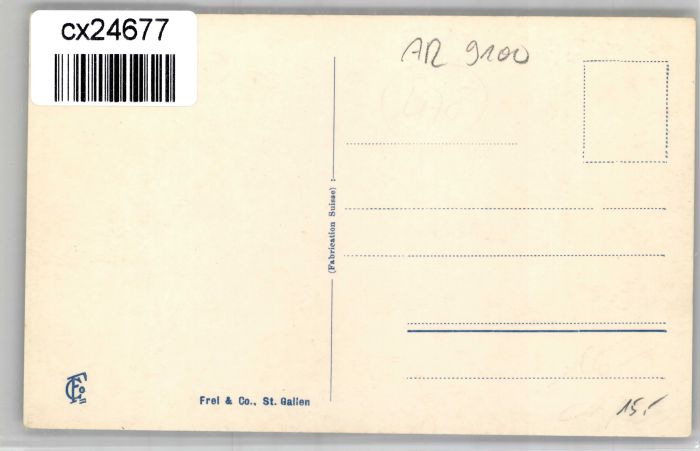 cx24677
AR 9100
(Fabrication Suisse)
Frei & Co., St. Gallen
15.-